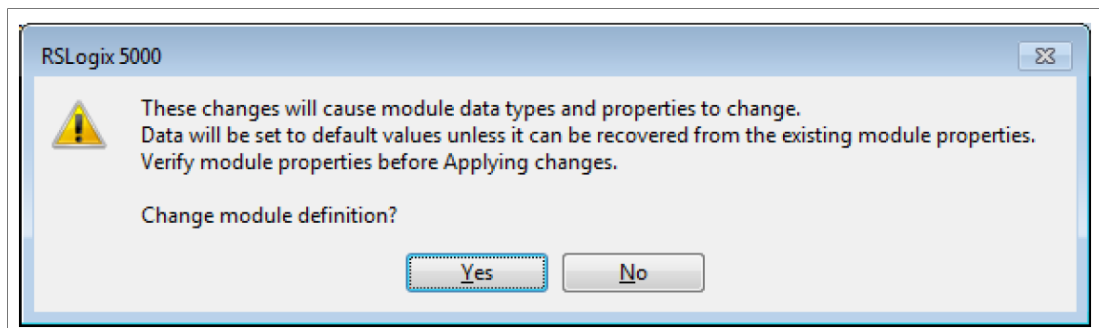 RSLogix 5000
These changes will cause module data types and properties to change.
Data will be set to default values unless it can be recovered from the existing module properties.
Verify module properties before Applying changes.
Change module definition?
Yes
No